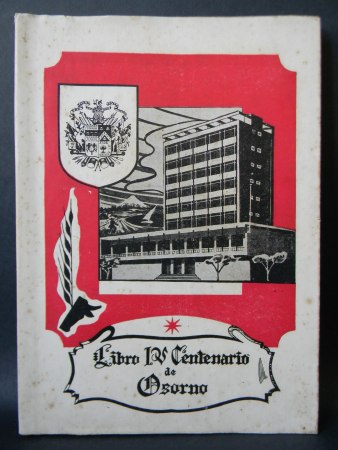 Libro IV Centenario
de
Osorno